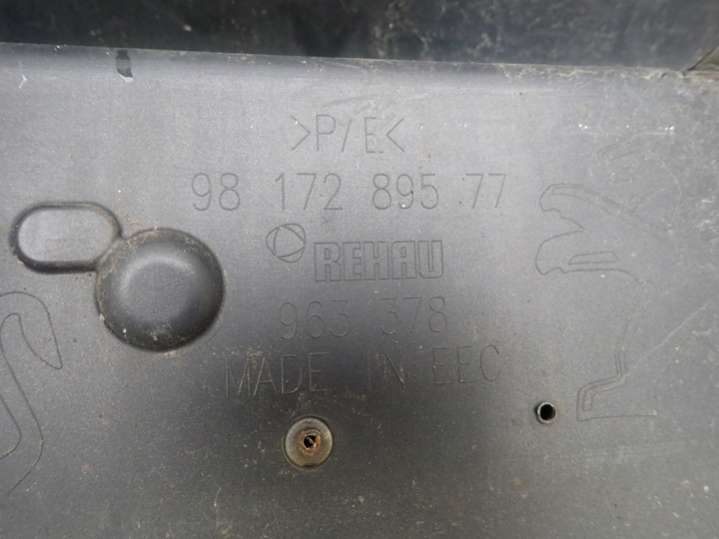 >P/E<
98 172 895 77
REHAU
963 378
MADE IN EEC